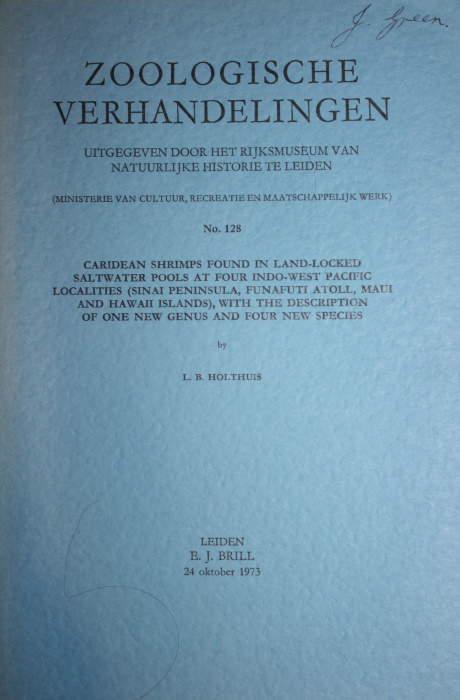 J. Green.
ZOOLOGISCHE
VERHANDELINGEN
UITGEGEVEN DOOR HET RIJKSMUSEUM VAN
NATUURLIJKE HISTORIE TE LEIDEN
(MINISTERIE VAN CULTUUR, RECREATIE EN MAATSCHAPPELIJK WERK)
No. 128
CARIDEAN SHRIMPS FOUND IN LAND-LOCKED
SALTWATER POOLS AT FOUR INDO-WEST PACIFIC
LOCALITIES (SINAI PENINSULA, FUNAFUTI ATOLL, MAUI
AND HAWAII ISLANDS), WITH THE DESCRIPTION
OF ONE NEW GENUS AND FOUR NEW SPECIES
by
L. B. HOLTHUIS
LEIDEN
E. J. BRILL
24 oktober 1973